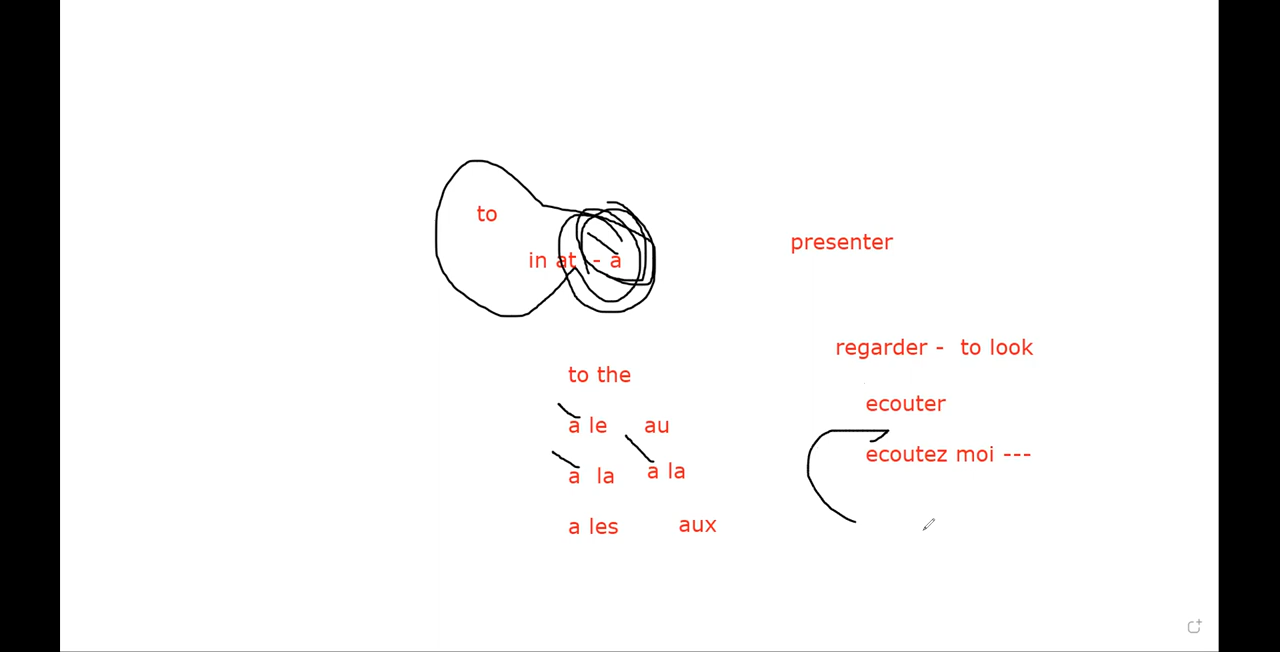 to
in at - a
presenter
regarder - to look
to the
ecouter
a le au
ecoutez moi ---
a la a la
a les aux